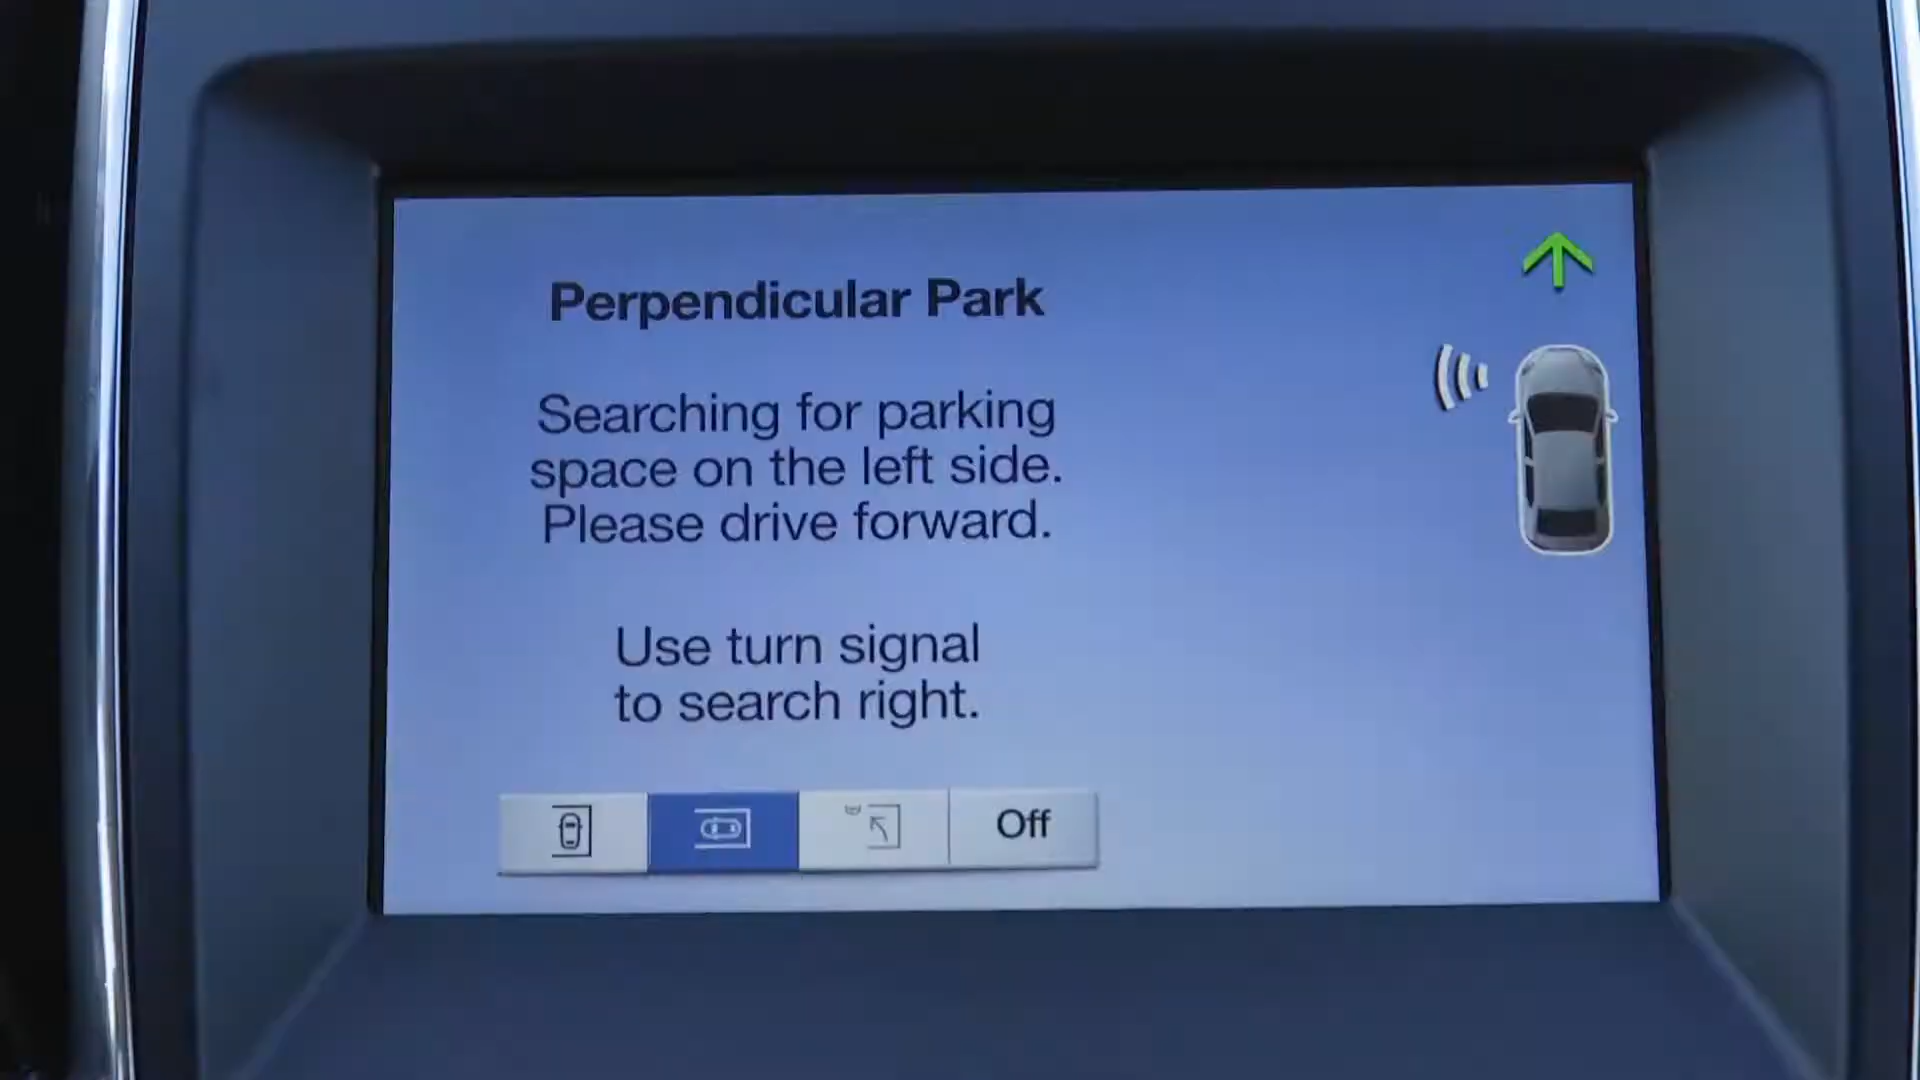 Perpendicular Park
Searching for parking
space on the left side.
Please drive forward.
Use turn signal
to search right.
Off